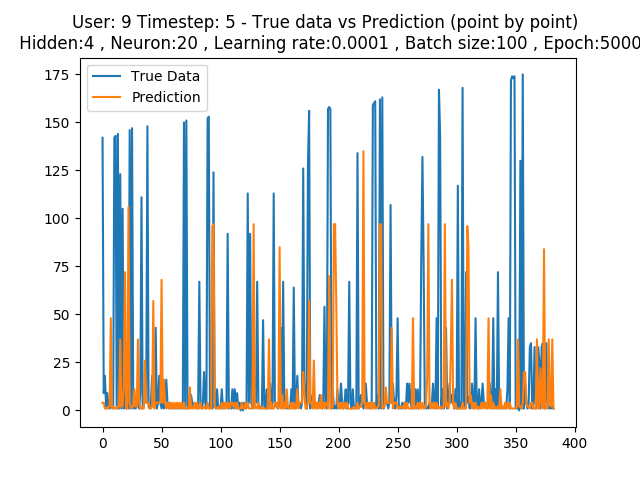 User: 9 Timestep: 5 - True data vs Prediction (point by point)
Hidden:4 , Neuron:20 , Learning rate:0.0001 , Batch size:100 , Epoch:5000
True Data
Prediction
175
150
125
100
75
50
25
0
0 50 100 150 200 250 300 350 400